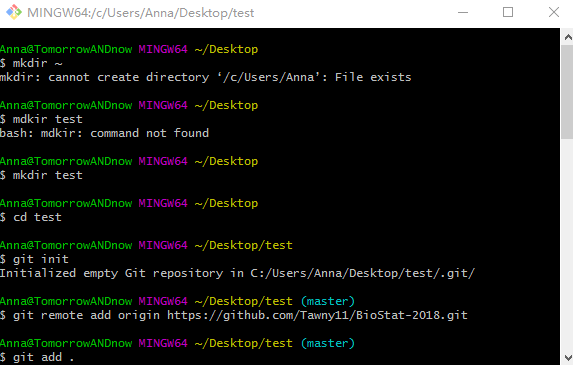 MINGW64:/c/Users/Anna/Desktop/test
Anna@TomorrowANDnow MINGW64 ~/Desktop
$ mkdir ~
mkdir: cannot create directory ‘/c/Users/Anna’: File exists
Anna@TomorrowANDnow MINGW64 ~/Desktop
$ mdkir test
bash: mdkir: command not found
Anna@TomorrowANDnow MINGW64 ~/Desktop
$ mkdir test
Anna@TomorrowANDnow MINGW64 ~/Desktop
$ cd test
Anna@TomorrowANDnow MINGW64 ~/Desktop/test
$ git init
Initialized empty Git repository in C:/Users/Anna/Desktop/test/.git/
Anna@TomorrowANDnow MINGW64 ~/Desktop/test (master)
$ git remote add origin https://github.com/Tawny11/BioStat-2018.git
Anna@TomorrowANDnow MINGW64 ~/Desktop/test (master)
$ git add .